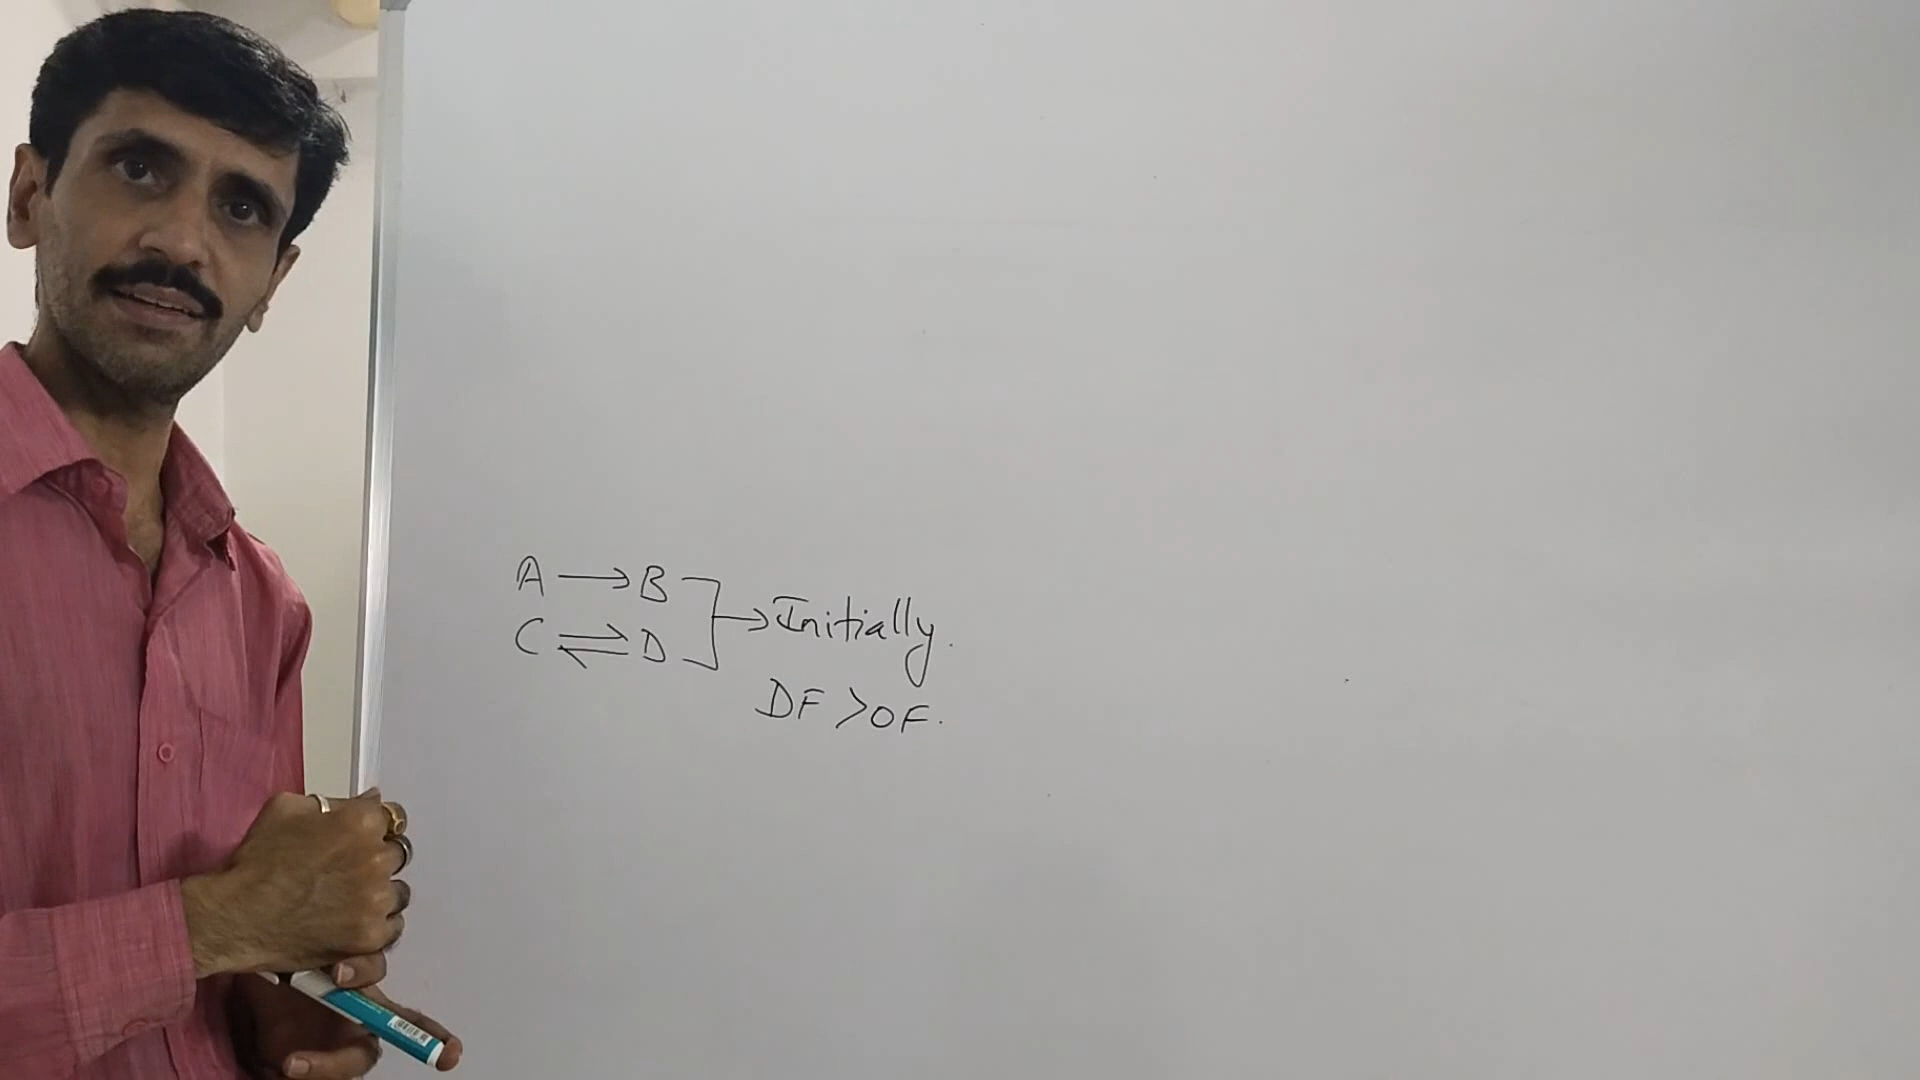 A → B
C ⇌ D
→ Initially.
DF > OF.